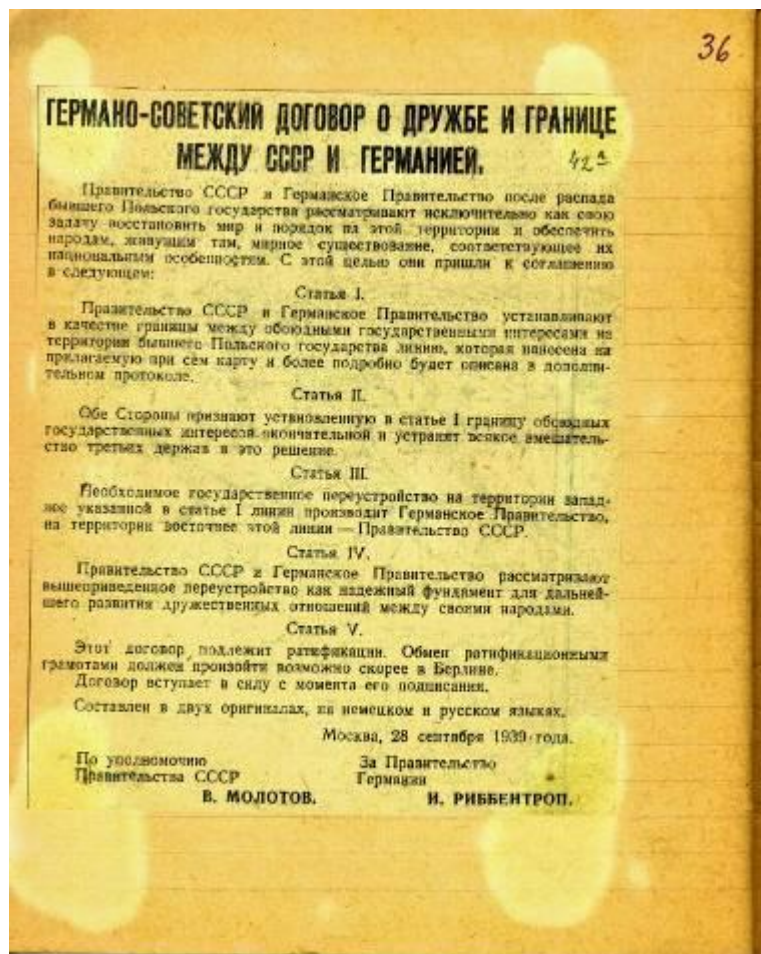 36
ГЕРМАНО-СОВЕТСКИЙ ДОГОВОР О ДРУЖБЕ И ГРАНИЦЕ
МЕЖДУ СССР И ГЕРМАНИЕЙ.
42а
Правительство СССР и Германское Правительство после распада
бывшего Польского государства рассматривают исключительно как свою
задачу восстановить мир и порядок на этой территории и обеспечить
народам, живущим там, мирное существование, соответствующее их
национальным особенностям. С этой целью они пришли к соглашению
в следующем:
Статья I.
Правительство СССР и Германское Правительство устанавливают
в качестве границы между обоюдными государственными интересами на
территории бывшего Польского государства линию, которая нанесена на
прилагаемую при сем карту и более подробно будет описана в дополни-
тельном протоколе.
Статья II.
Обе Стороны признают установленную в статье I границу обоюдных
государственных интересов окончательной и устранят всякое вмешатель-
ство третьих держав в это решение.
Статья III.
Необходимое государственное переустройство на территории запад-
нее указанной в статье I линии производит Германское Правительство,
на территории восточнее этой линии — Правительство СССР.
Статья IV.
Правительство СССР и Германское Правительство рассматривают
вышеприведенное переустройство как надежный фундамент для дальней-
шего развития дружественных отношений между своими народами.
Статья V.
Этот договор подлежит ратификации. Обмен ратификационными
грамотами должен произойти возможно скорее в Берлине.
Договор вступает в силу с момента его подписания.
Составлен в двух оригиналах, на немецком и русском языках.
Москва, 28 сентября 1939 года.
По уполномочию
Правительства СССР
В. МОЛОТОВ.
За Правительство
Германии
И. РИББЕНТРОП.